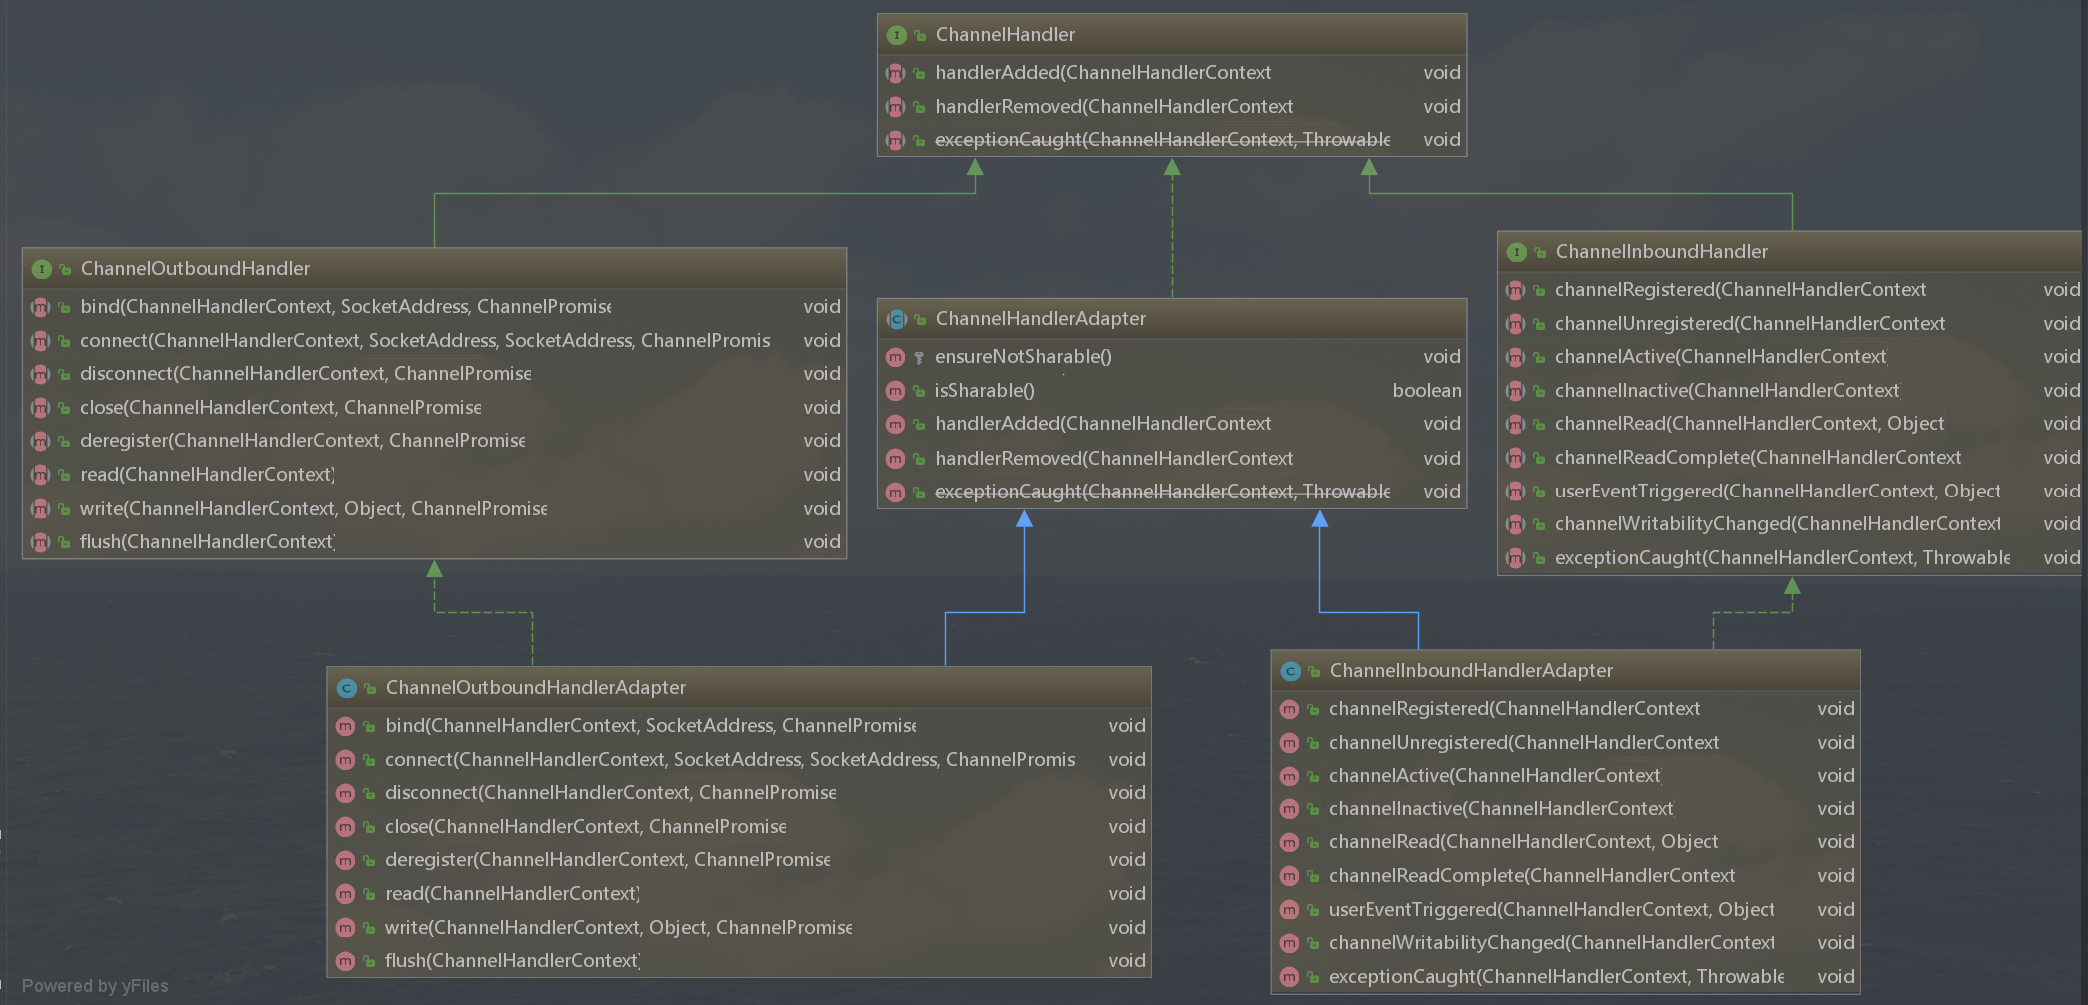 ChannelHandler
handlerAdded(ChannelHandlerContext void
handlerRemoved(ChannelHandlerContext void
exceptionCaught(ChannelHandlerContext, Throwable void
ChannelOutboundHandler
bind(ChannelHandlerContext, SocketAddress, ChannelPromise void
connect(ChannelHandlerContext, SocketAddress, SocketAddress, ChannelPromis void
disconnect(ChannelHandlerContext, ChannelPromise void
close(ChannelHandlerContext, ChannelPromise void
deregister(ChannelHandlerContext, ChannelPromise void
read(ChannelHandlerContext) void
write(ChannelHandlerContext, Object, ChannelPromise void
flush(ChannelHandlerContext) void
ChannelHandlerAdapter
ensureNotSharable() void
isSharable() boolean
handlerAdded(ChannelHandlerContext void
handlerRemoved(ChannelHandlerContext void
exceptionCaught(ChannelHandlerContext, Throwable void
ChannelInboundHandler
channelRegistered(ChannelHandlerContext void
channelUnregistered(ChannelHandlerContext void
channelActive(ChannelHandlerContext) void
channelInactive(ChannelHandlerContext) void
channelRead(ChannelHandlerContext, Object void
channelReadComplete(ChannelHandlerContext void
userEventTriggered(ChannelHandlerContext, Object void
channelWritabilityChanged(ChannelHandlerContext void
exceptionCaught(ChannelHandlerContext, Throwable void
ChannelOutboundHandlerAdapter
bind(ChannelHandlerContext, SocketAddress, ChannelPromise void
connect(ChannelHandlerContext, SocketAddress, SocketAddress, ChannelPromis void
disconnect(ChannelHandlerContext, ChannelPromise void
close(ChannelHandlerContext, ChannelPromise void
deregister(ChannelHandlerContext, ChannelPromise void
read(ChannelHandlerContext) void
write(ChannelHandlerContext, Object, ChannelPromise void
flush(ChannelHandlerContext) void
ChannelInboundHandlerAdapter
channelRegistered(ChannelHandlerContext void
channelUnregistered(ChannelHandlerContext void
channelActive(ChannelHandlerContext) void
channelInactive(ChannelHandlerContext) void
channelRead(ChannelHandlerContext, Object void
channelReadComplete(ChannelHandlerContext void
userEventTriggered(ChannelHandlerContext, Object void
channelWritabilityChanged(ChannelHandlerContext void
exceptionCaught(ChannelHandlerContext, Throwable void
Powered by yFiles